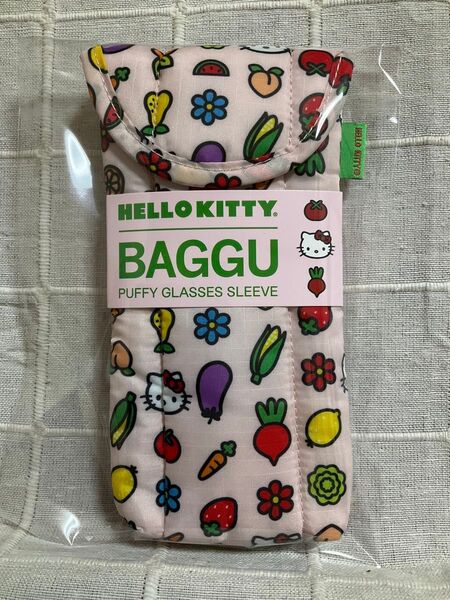 HELLO KITTY®
HELLO KITTY®
BAGGU
PUFFY GLASSES SLEEVE